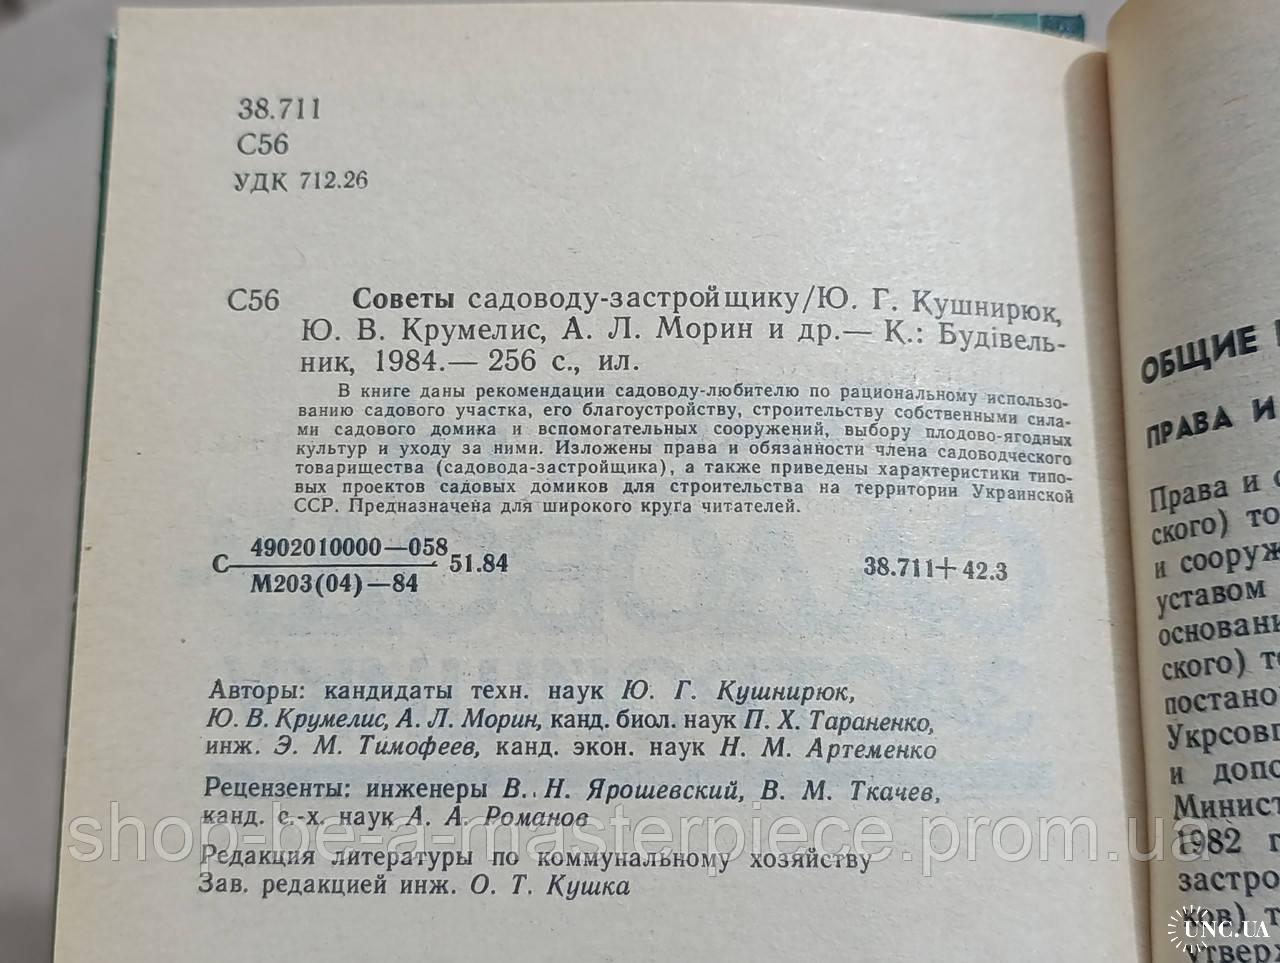 38.711
С56
УДК 712.26
С56 Советы садоводу-застройщику/Ю. Г. Кушнирюк,
Ю. В. Крумелис, А. Л. Морин и др.— К.: Будівель-
ник, 1984.— 256 с., ил.
В книге даны рекомендации садоводу-любителю по рациональному использо-
ванию садового участка, его благоустройству, строительству собственными сила-
ми садового домика и вспомогательных сооружений, выбору плодово-ягодных
культур и уходу за ними. Изложены права и обязанности члена садоводческого
товарищества (садовода-застройщика), а также приведены характеристики типо-
вых проектов садовых домиков для строительства на территории Украинской
ССР. Предназначена для широкого круга читателей.
С 4902010000—058 51.84
М203(04)—84
38.711+42.3
Авторы: кандидаты техн. наук Ю. Г. Кушнирюк,
Ю. В. Крумелис, А. Л. Морин, канд. биол. наук П. Х. Тараненко,
инж. Э. М. Тимофеев, канд. экон. наук Н. М. Артеменко
Рецензенты: инженеры В. Н. Ярошевский, В. М. Ткачев,
канд. с.-х. наук А. А. Романов
Редакция литературы по коммунальному хозяйству
Зав. редакцией инж. О. Т. Кушка
ОБЩИЕ
ПРАВА И
Права и
ского) то
и сооруж
уставом
основани
ского) т
постано
Укрсовп
и допо
Минист
1982 г
застро
ков) т
утверж
shop-be-a-masterpiece.prom.ua
UNC.UA